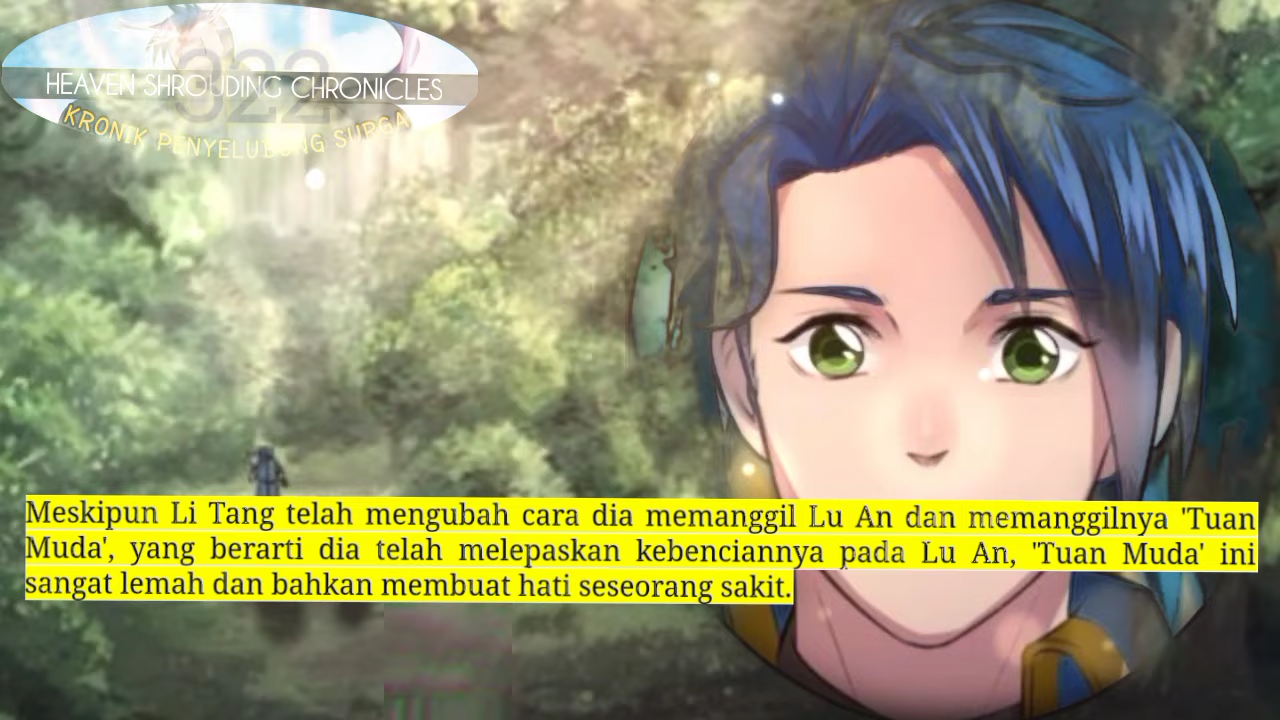 322
HEAVEN SHROUDING CHRONICLES
KRONIK PENYELUBUNG SURGA
Meskipun Li Tang telah mengubah cara dia memanggil Lu An dan memanggilnya 'Tuan
Muda', yang berarti dia telah melepaskan kebenciannya pada Lu An, 'Tuan Muda' ini
sangat lemah dan bahkan membuat hati seseorang sakit.